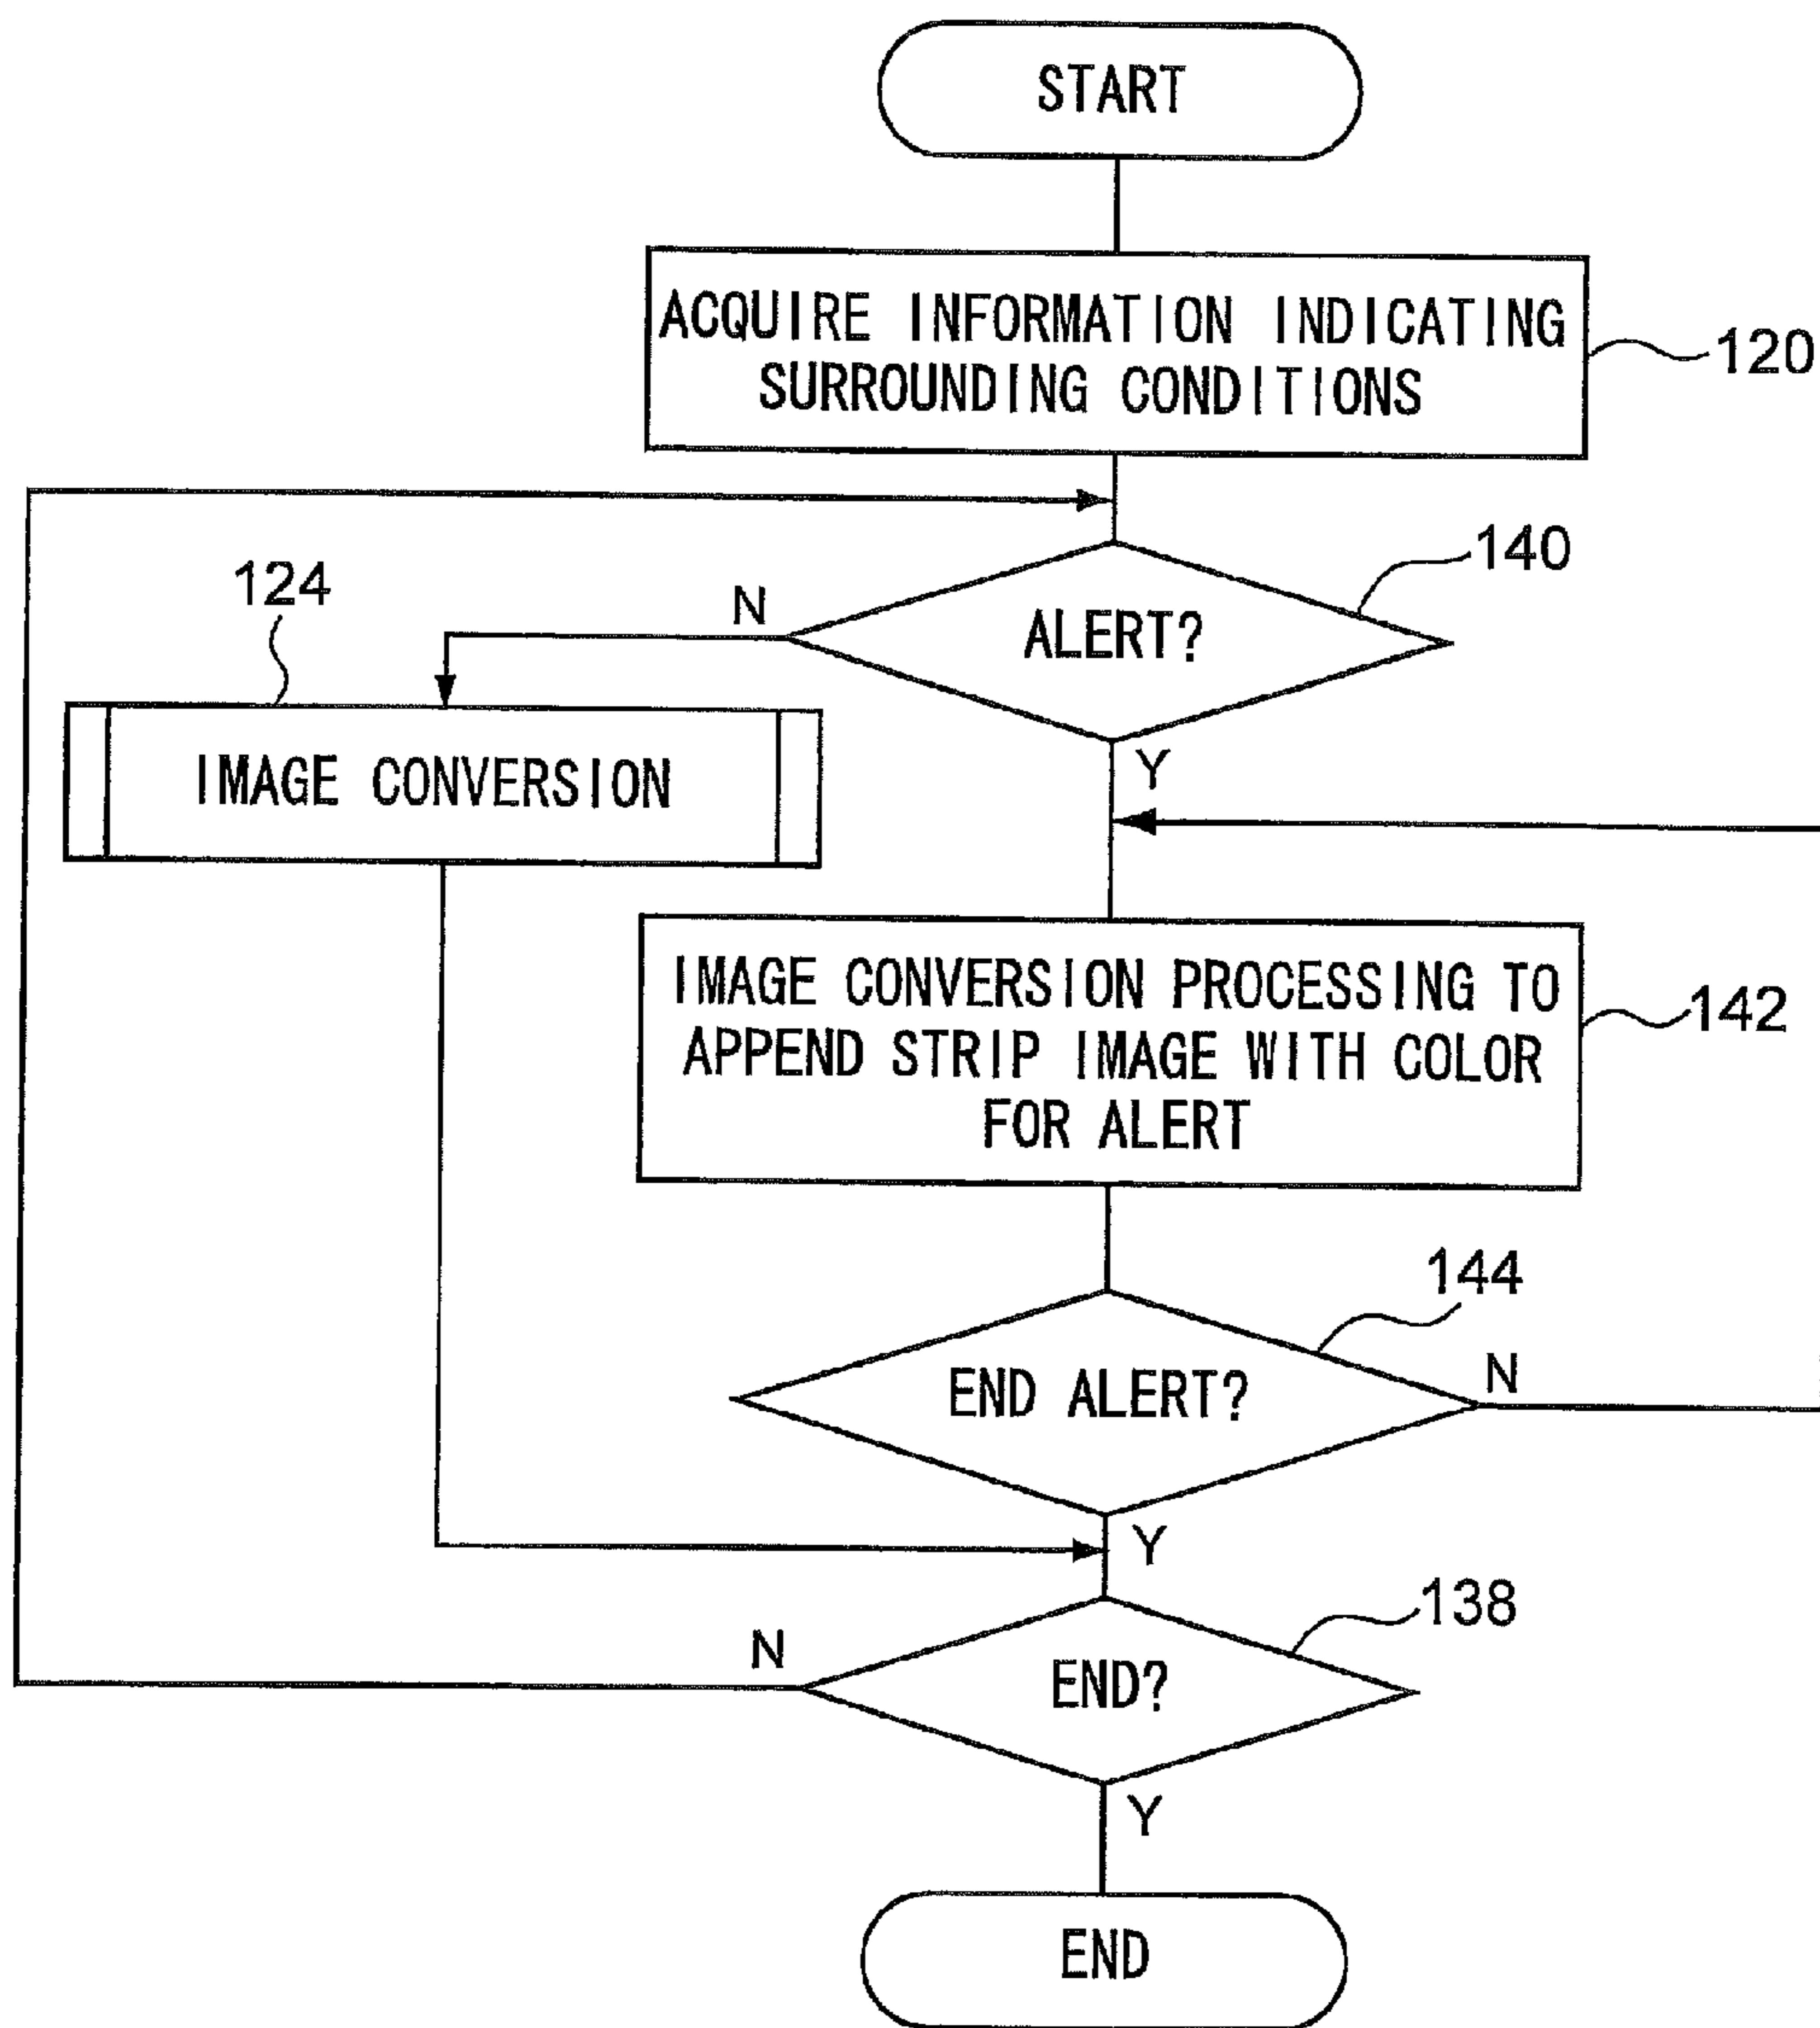 START
ACQUIRE INFORMATION INDICATING
SURROUNDING CONDITIONS
120
140
ALERT?
N
Y
124
IMAGE CONVERSION
IMAGE CONVERSION PROCESSING TO
APPEND STRIP IMAGE WITH COLOR
FOR ALERT
142
144
END ALERT?
N
Y
138
END?
N
Y
END